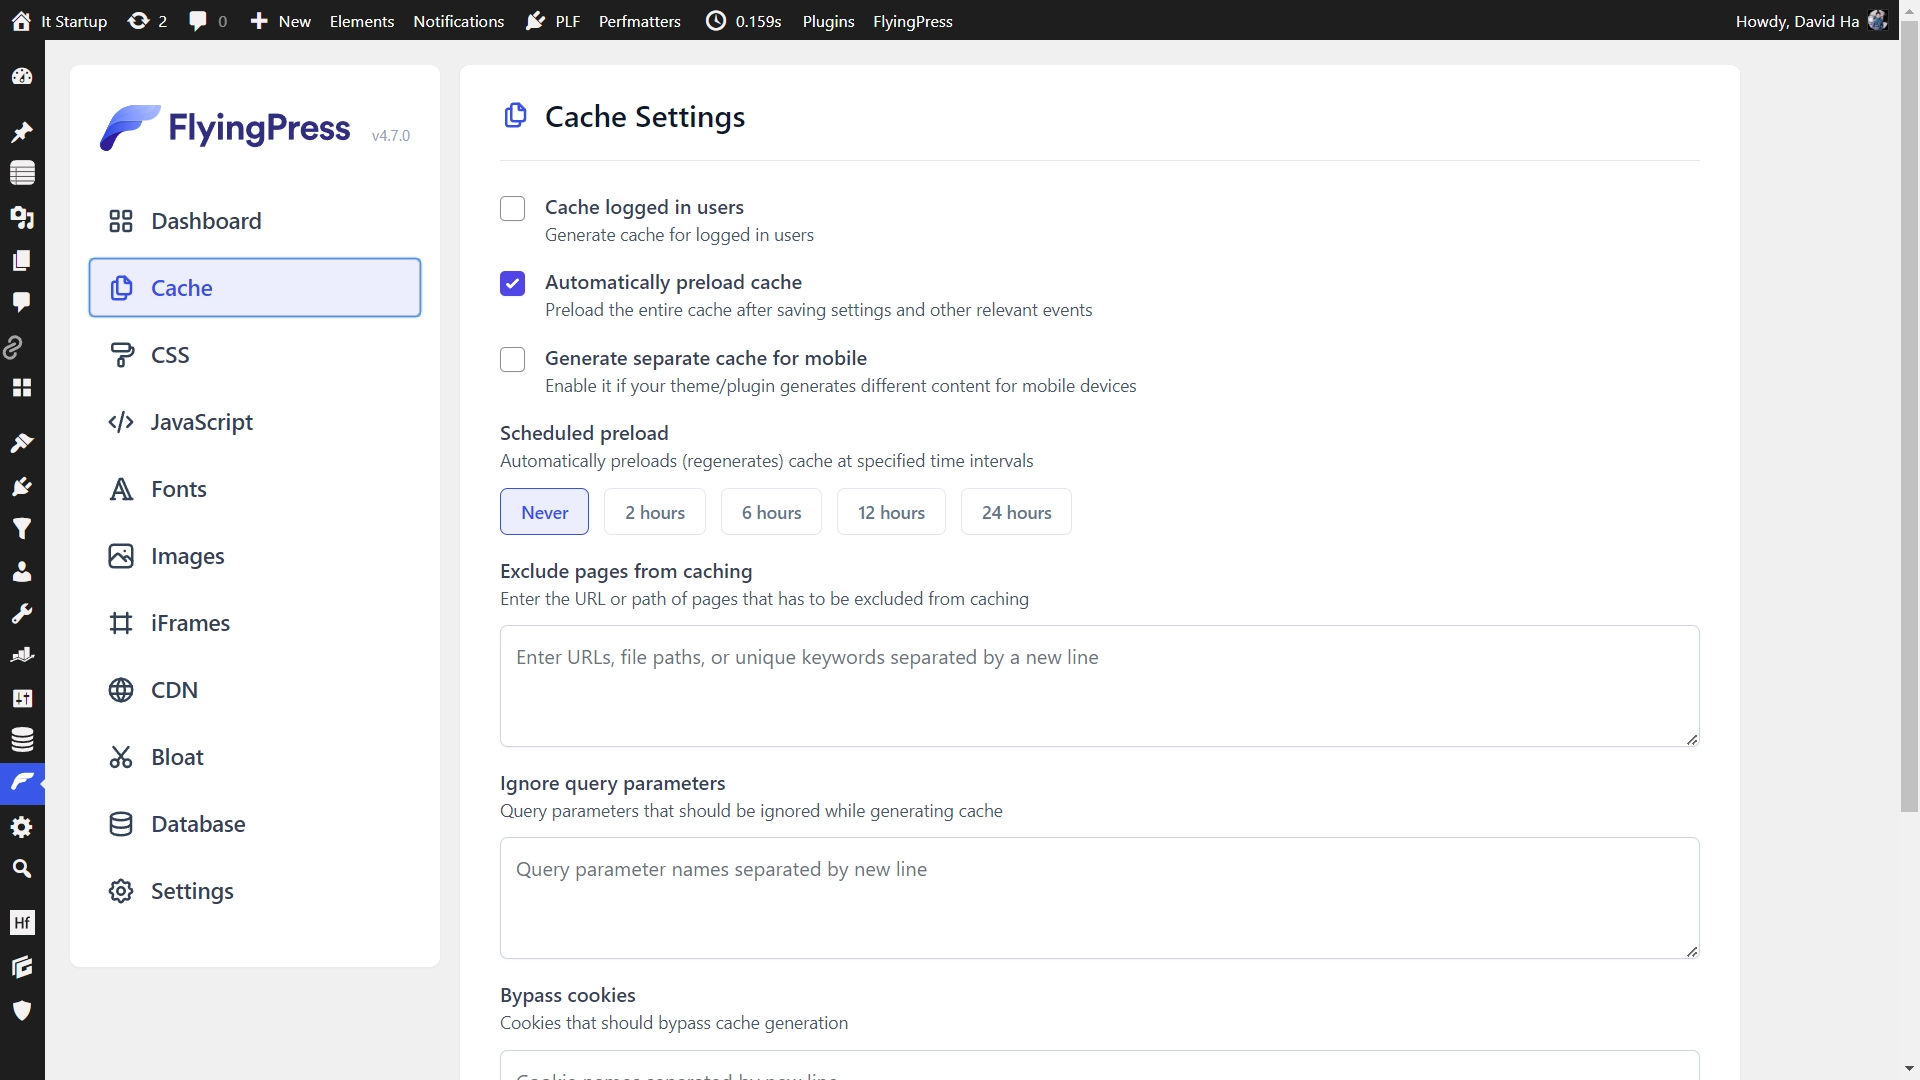 It Startup 2 0 New Elements Notifications PLF Perfmatters 0.159s Plugins FlyingPress Howdy, David Ha
FlyingPress v4.7.0
Dashboard
Cache
CSS
JavaScript
Fonts
Images
iFrames
CDN
Bloat
Database
Settings
Hf
Cache Settings
Cache logged in users
Generate cache for logged in users
Automatically preload cache
Preload the entire cache after saving settings and other relevant events
Generate separate cache for mobile
Enable it if your theme/plugin generates different content for mobile devices
Scheduled preload
Automatically preloads (regenerates) cache at specified time intervals
Never 2 hours 6 hours 12 hours 24 hours
Exclude pages from caching
Enter the URL or path of pages that has to be excluded from caching
Enter URLs, file paths, or unique keywords separated by a new line
Ignore query parameters
Query parameters that should be ignored while generating cache
Query parameter names separated by new line
Bypass cookies
Cookies that should bypass cache generation